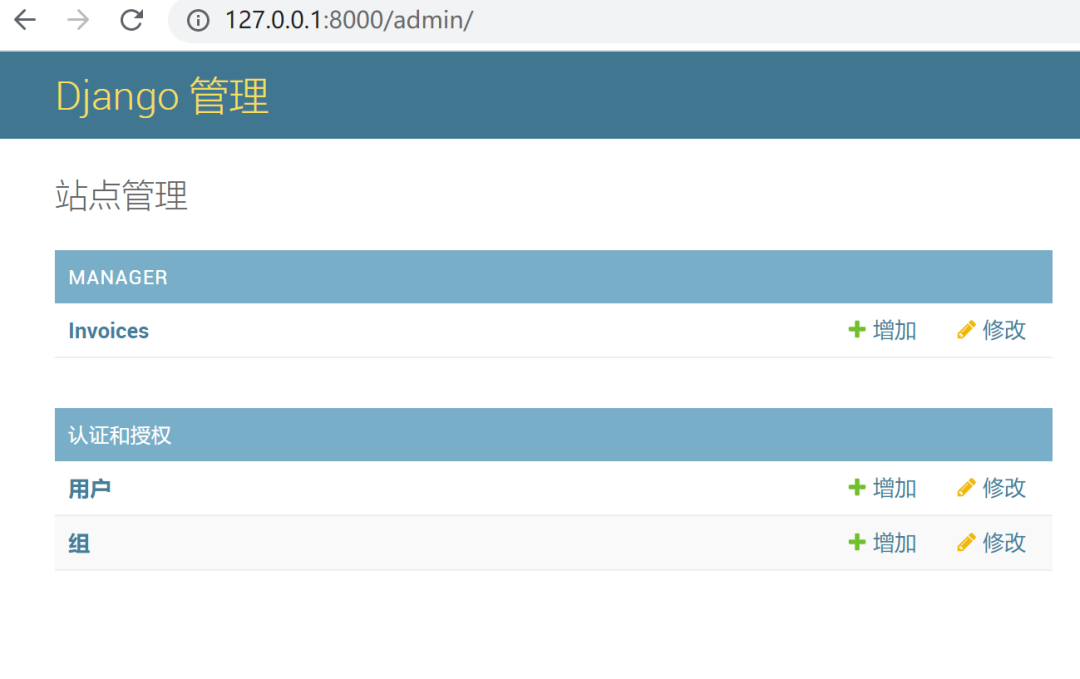 127.0.0.1:8000/admin/
Django 管理
站点管理
MANAGER
Invoices 增加 修改
认证和授权
用户 增加 修改
组 增加 修改